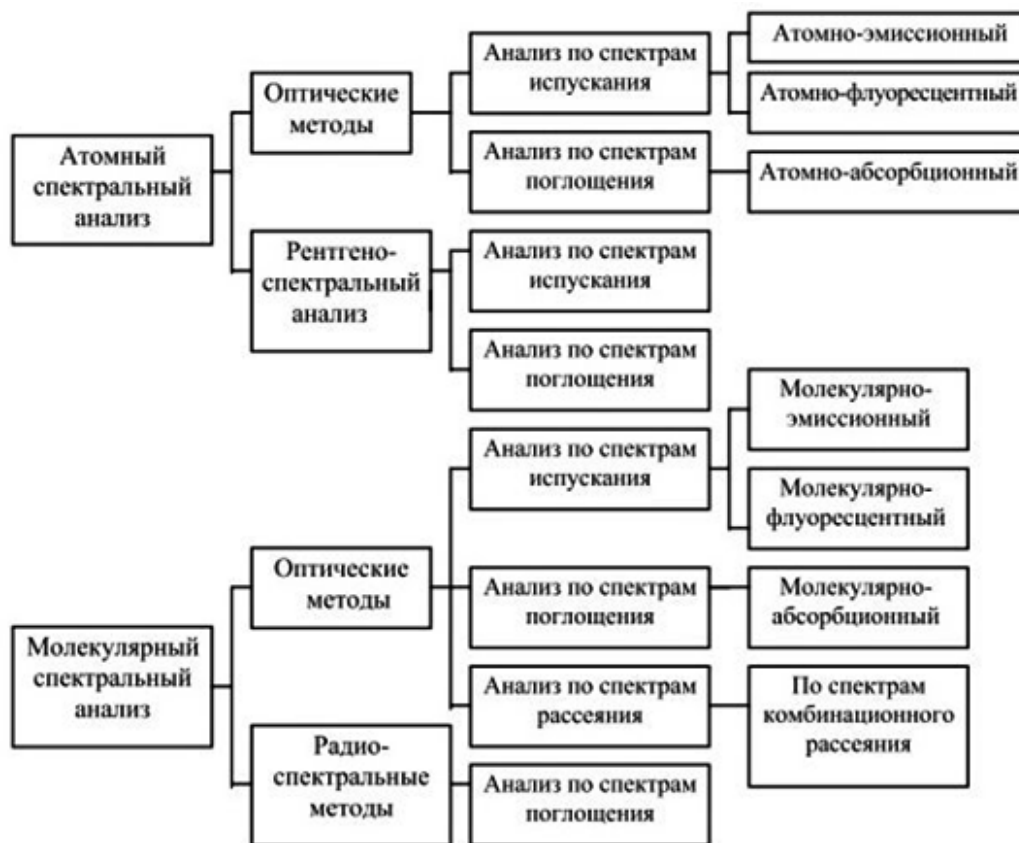 Атомный
спектральный
анализ
Оптические
методы
Анализ по спектрам
испускания
Атомно-эмиссионный
Атомно-флуоресцентный
Анализ по спектрам
поглощения
Атомно-абсорбционный
Рентгено-
спектральный
анализ
Анализ по спектрам
испускания
Анализ по спектрам
поглощения
Молекулярный
спектральный
анализ
Оптические
методы
Анализ по спектрам
испускания
Молекулярно-
эмиссионный
Молекулярно-
флуоресцентный
Анализ по спектрам
поглощения
Молекулярно-
абсорбционный
Анализ по спектрам
рассеяния
По спектрам
комбинационного
рассеяния
Радио-
спектральные
методы
Анализ по спектрам
поглощения